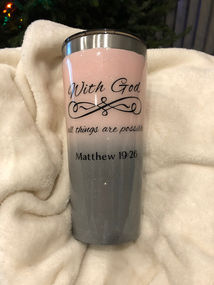 With God,
all things are possible
Matthew 19:26